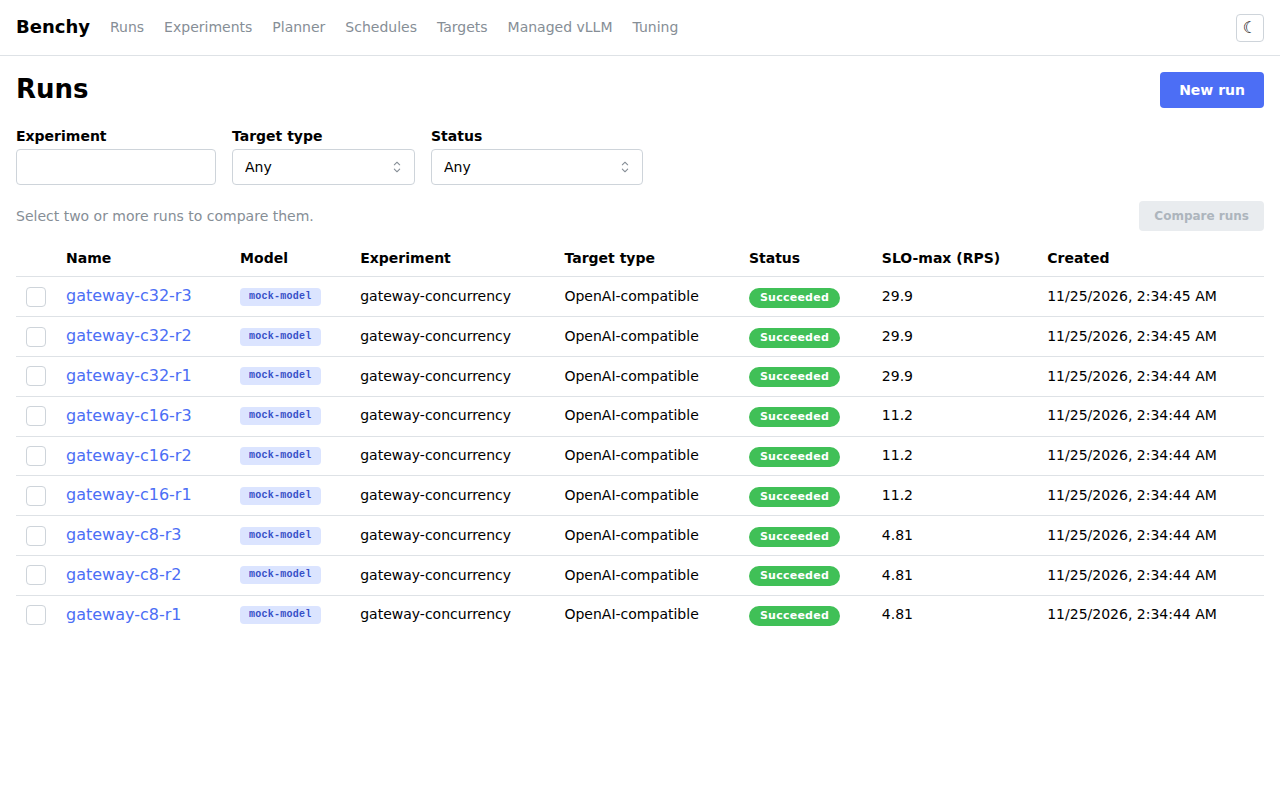 Benchy Runs Experiments Planner Schedules Targets Managed vLLM Tuning
Runs New run
Experiment Target type Status
Any Any
Select two or more runs to compare them. Compare runs
Name Model Experiment Target type Status SLO-max (RPS) Created
gateway-c32-r3 mock-model gateway-concurrency OpenAI-compatible Succeeded 29.9 11/25/2026, 2:34:45 AM
gateway-c32-r2 mock-model gateway-concurrency OpenAI-compatible Succeeded 29.9 11/25/2026, 2:34:45 AM
gateway-c32-r1 mock-model gateway-concurrency OpenAI-compatible Succeeded 29.9 11/25/2026, 2:34:44 AM
gateway-c16-r3 mock-model gateway-concurrency OpenAI-compatible Succeeded 11.2 11/25/2026, 2:34:44 AM
gateway-c16-r2 mock-model gateway-concurrency OpenAI-compatible Succeeded 11.2 11/25/2026, 2:34:44 AM
gateway-c16-r1 mock-model gateway-concurrency OpenAI-compatible Succeeded 11.2 11/25/2026, 2:34:44 AM
gateway-c8-r3 mock-model gateway-concurrency OpenAI-compatible Succeeded 4.81 11/25/2026, 2:34:44 AM
gateway-c8-r2 mock-model gateway-concurrency OpenAI-compatible Succeeded 4.81 11/25/2026, 2:34:44 AM
gateway-c8-r1 mock-model gateway-concurrency OpenAI-compatible Succeeded 4.81 11/25/2026, 2:34:44 AM